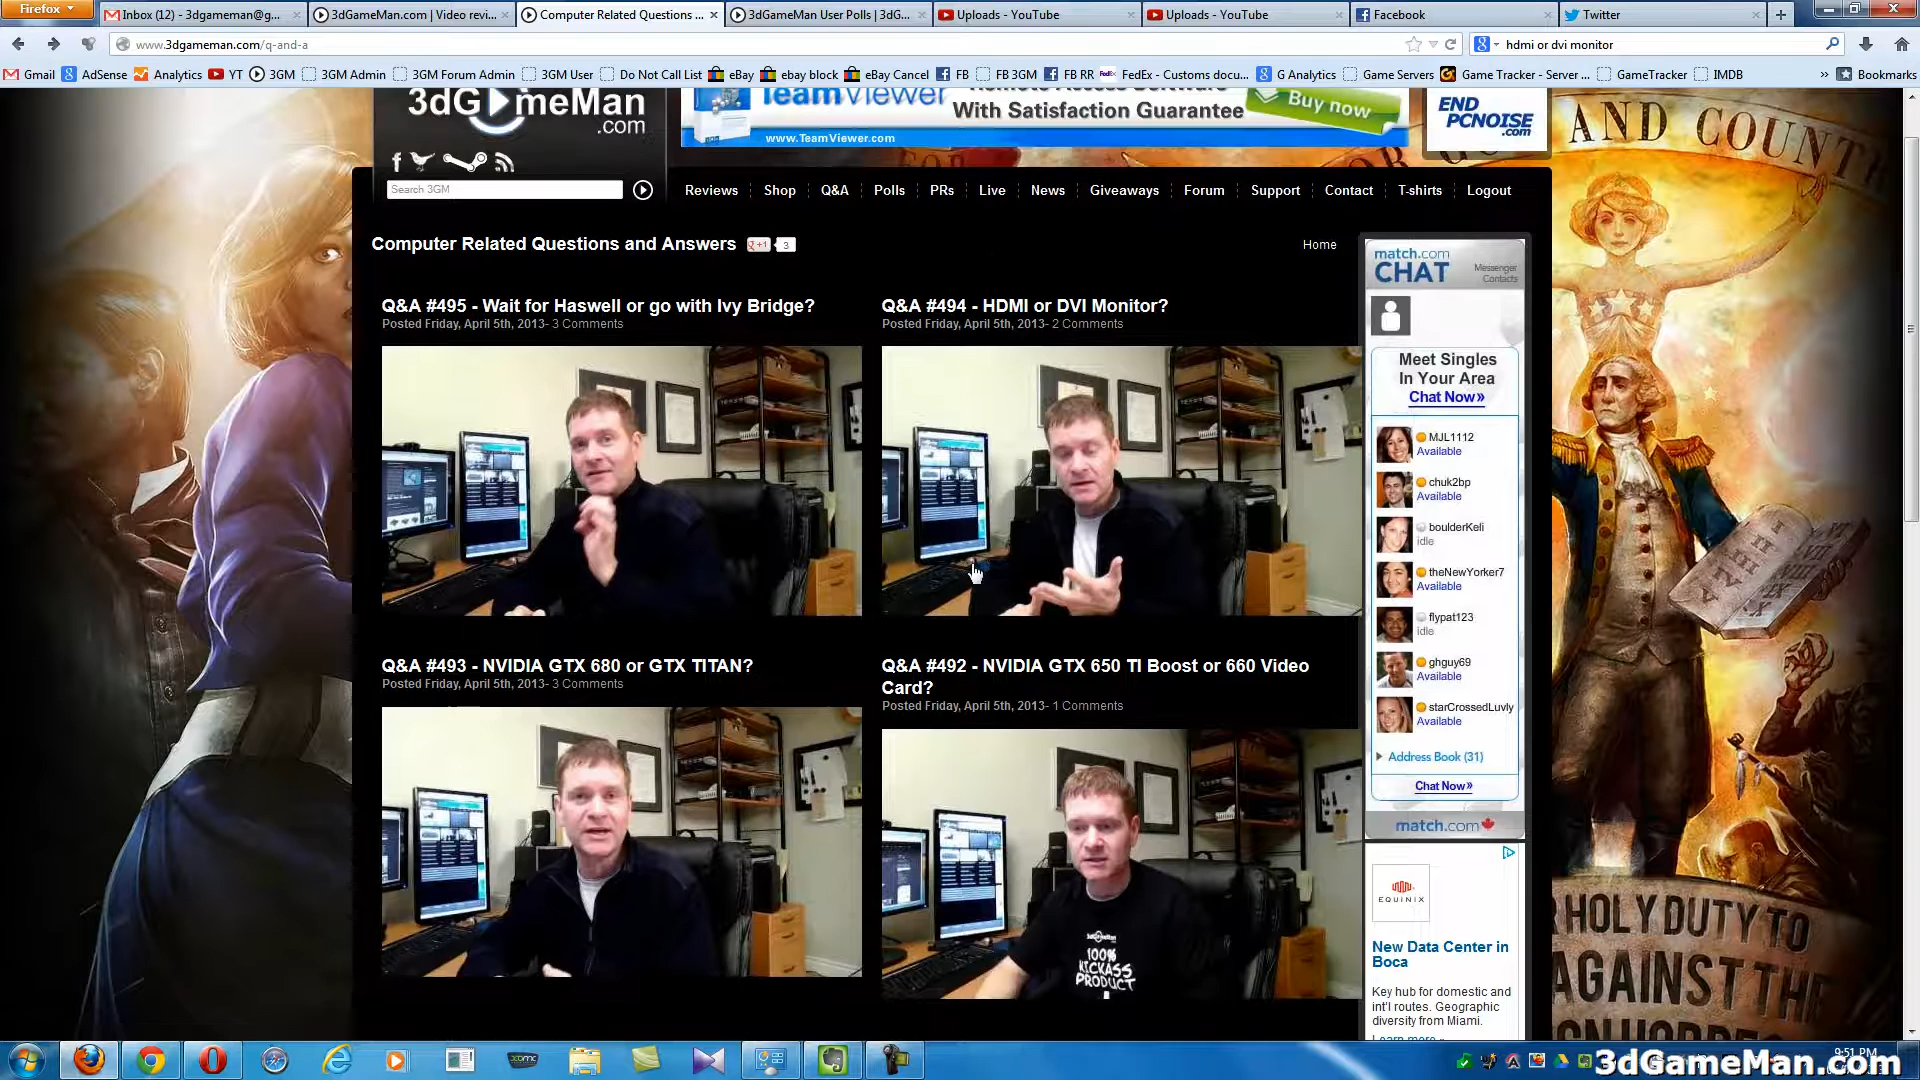 Firefox
Inbox (12) - 3dgameman@g...
3dGameMan.com | Video revi...
Computer Related Questions ...
3dGameMan User Polls | 3dG...
Uploads - YouTube
Uploads - YouTube
Facebook
Twitter
www.3dgameman.com/q-and-a
hdmi or dvi monitor
Gmail
AdSense
Analytics
YT
3GM
3GM Admin
3GM Forum Admin
3GM User
Do Not Call List
eBay
ebay block
eBay Cancel
FB
FB 3GM
FB RR
FedEx - Customs docu...
G Analytics
Game Servers
Game Tracker - Server ...
GameTracker
IMDB
Bookmarks
3dGameMan
.com
TeamViewer
With Satisfaction Guarantee
Buy now
www.TeamViewer.com
END
PCNOISE
.com
AND COUNT
Search 3GM
Reviews
Shop
Q&A
Polls
PRs
Live
News
Giveaways
Forum
Support
Contact
T-shirts
Logout
Computer Related Questions and Answers
+1
3
Home
Q&A #495 - Wait for Haswell or go with Ivy Bridge?
Posted Friday, April 5th, 2013- 3 Comments
Q&A #494 - HDMI or DVI Monitor?
Posted Friday, April 5th, 2013- 2 Comments
Q&A #493 - NVIDIA GTX 680 or GTX TITAN?
Posted Friday, April 5th, 2013- 3 Comments
Q&A #492 - NVIDIA GTX 650 TI Boost or 660 Video
Card?
Posted Friday, April 5th, 2013- 1 Comments
3dGameMan
100%
KICKASS
PRODUCT
match.com
CHAT
Messenger
Contacts
Meet Singles
In Your Area
Chat Now»
MJL1112
Available
chuk2bp
Available
boulderKeli
idle
theNewYorker7
Available
flypat123
idle
ghguy69
Available
starCrossedLuvly
Available
Address Book (31)
Chat Now»
match.com
EQUINIX
New Data Center in
Boca
Key hub for domestic and
int'l routes. Geographic
diversity from Miami.
HOLY DUTY TO
AGAINST THE
9:51 PM
3dGameMan.com